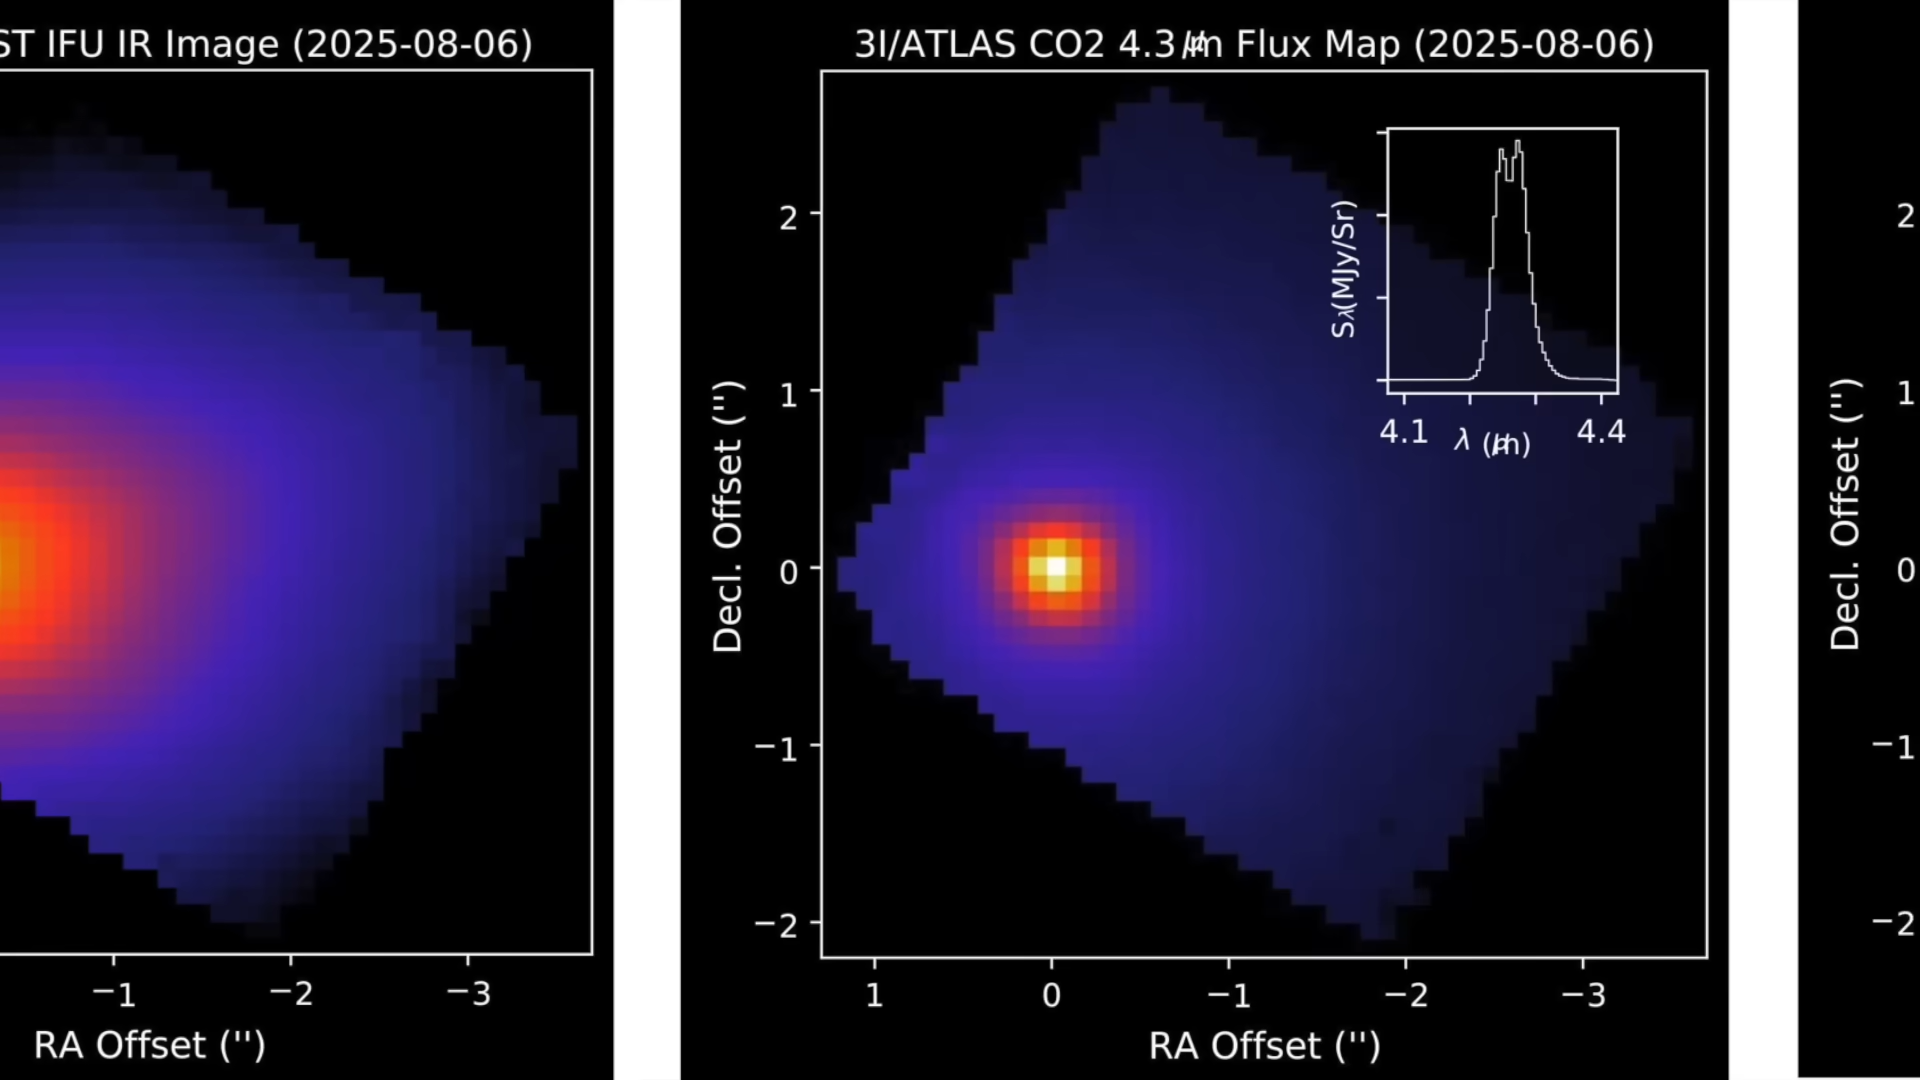 ST IFU IR Image (2025-08-06)
−1
−2
−3
RA Offset ('')
3I/ATLAS CO2 4.3 μm Flux Map (2025-08-06)
Sλ(MJy/Sr)
4.1
4.4
λ (μm)
Decl. Offset ('')
2
1
0
−1
−2
1
0
−1
−2
−3
RA Offset ('')
Decl. Offset ('')
2
1
0
−1
−2